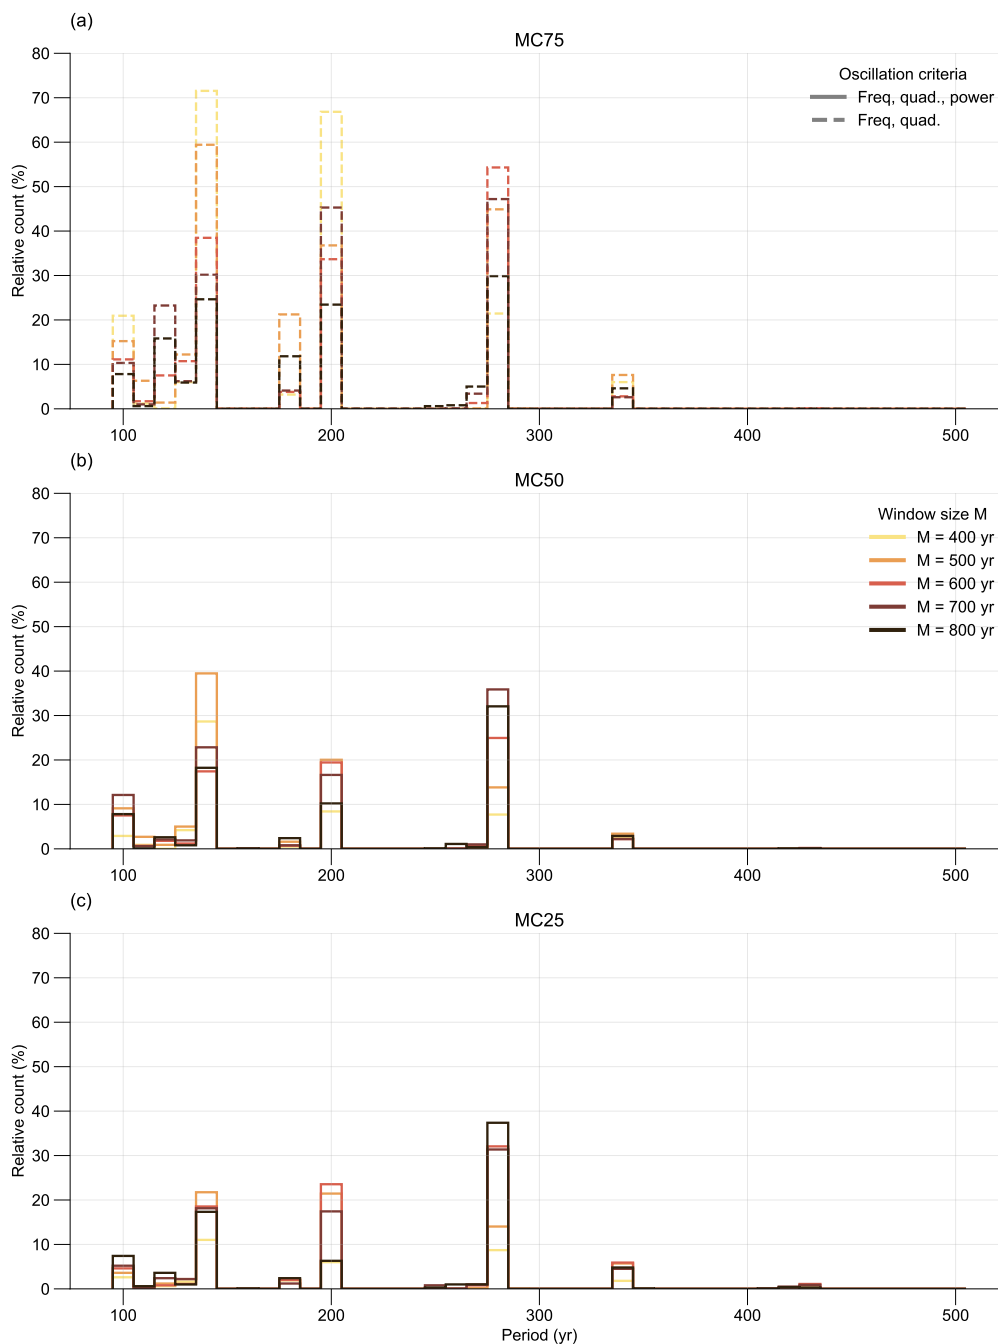 (a)
MC75
80
70
60
50
40
30
20
10
0
Relative count (%)
Oscillation criteria
Freq, quad., power
Freq, quad.
100
200
300
400
500
(b)
MC50
80
70
60
50
40
30
20
10
0
Relative count (%)
Window size M
M = 400 yr
M = 500 yr
M = 600 yr
M = 700 yr
M = 800 yr
100
200
300
400
500
(c)
MC25
80
70
60
50
40
30
20
10
0
Relative count (%)
100
200
300
400
500
Period (yr)